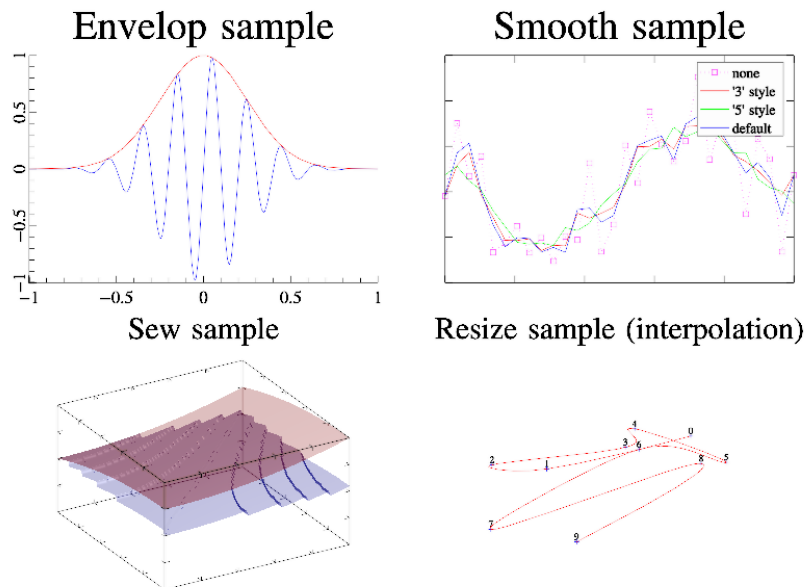 Envelop sample
Smooth sample
1
0.5
0
−0.5
−1
−1
−0.5
0
0.5
1
none
'3' style
'5' style
default
Sew sample
Resize sample (interpolation)
4
0
3
6
2
1
8
5
7
9